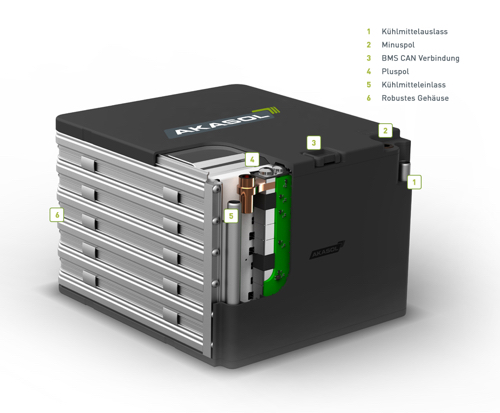 1 Kühlmittelauslass
2 Minuspol
3 BMS CAN Verbindung
4 Pluspol
5 Kühlmitteleinlass
6 Robustes Gehäuse
AKASOL
2
3
4
1
6
5
AKASOL